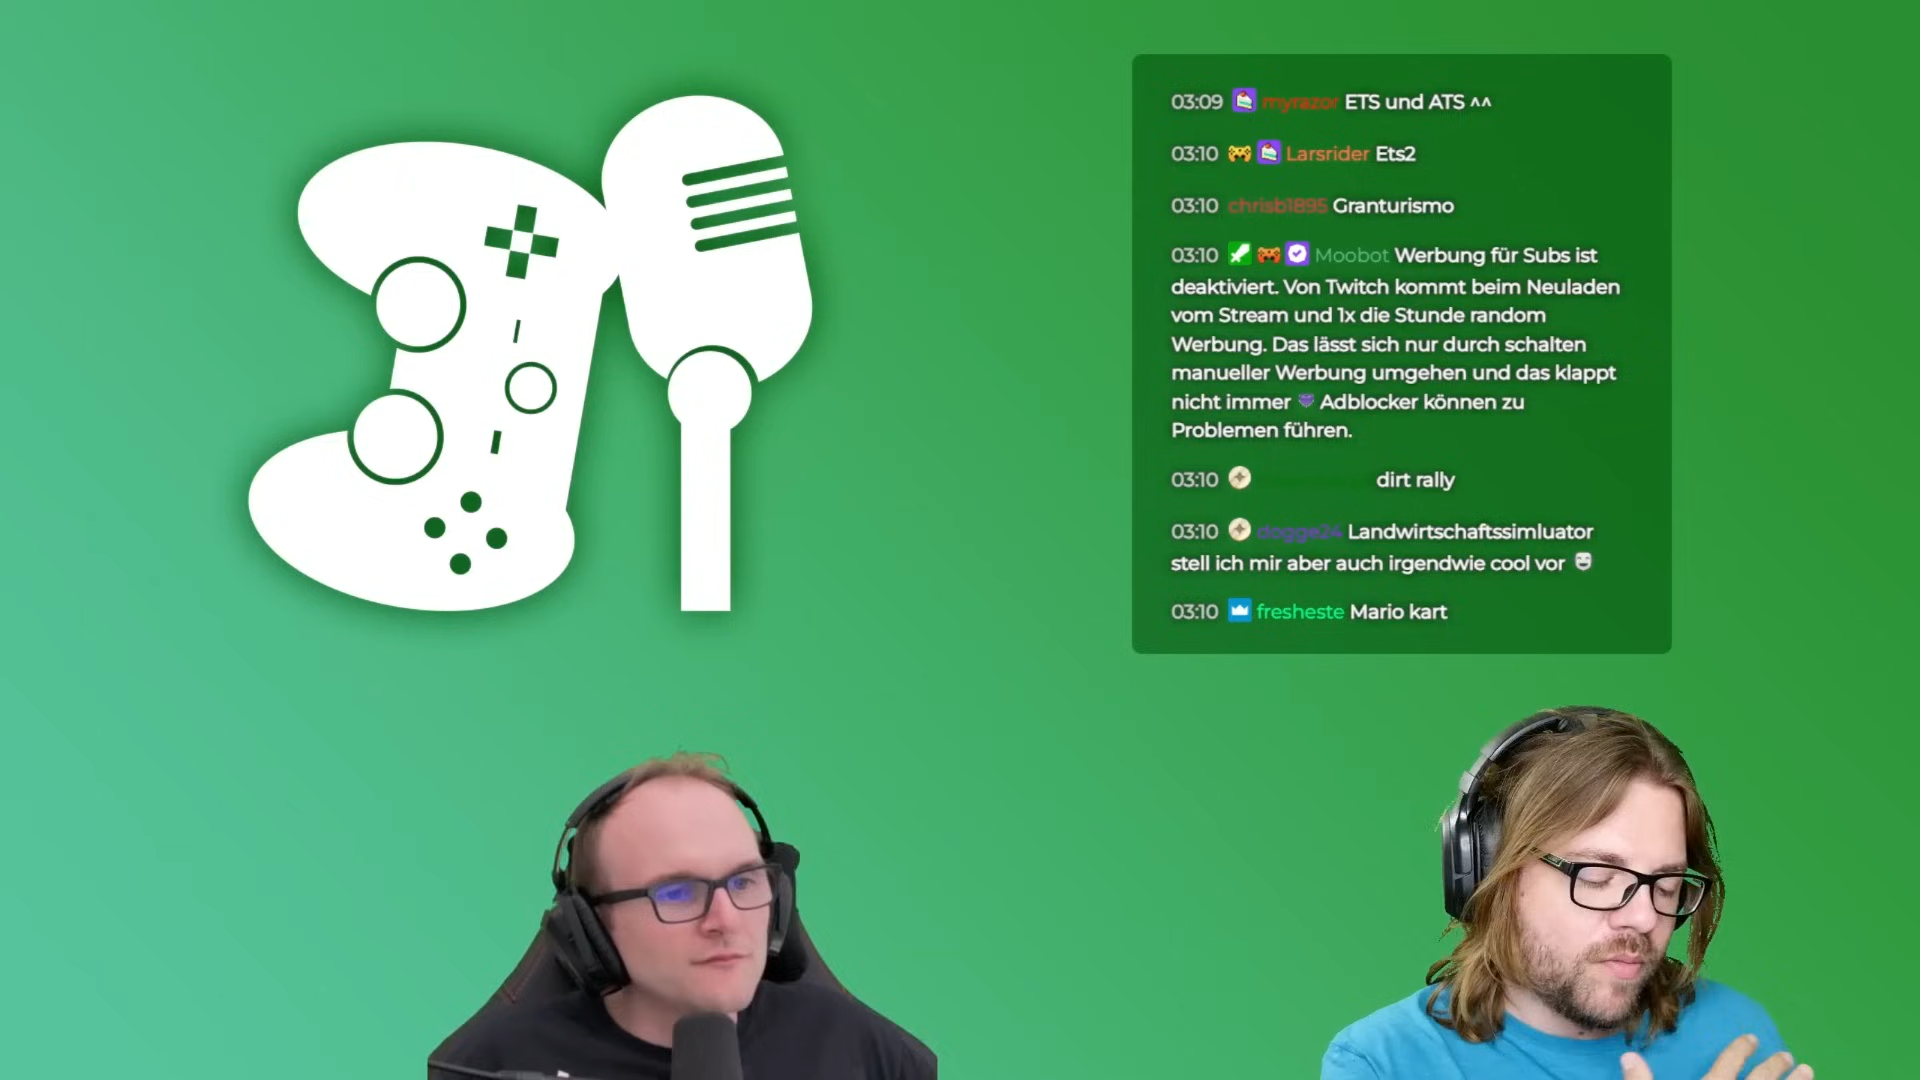 03:09 myrazor ETS und ATS ^^
03:10 Larsrider Ets2
03:10 chrisb1895 Granturismo
03:10 Moobot Werbung für Subs ist
deaktiviert. Von Twitch kommt beim Neuladen
vom Stream und 1x die Stunde random
Werbung. Das lässt sich nur durch schalten
manueller Werbung umgehen und das klappt
nicht immer Adblocker können zu
Problemen führen.
03:10 dirt rally
03:10 dogge24 Landwirtschaftssimluator
stell ich mir aber auch irgendwie cool vor
03:10 fresheste Mario kart